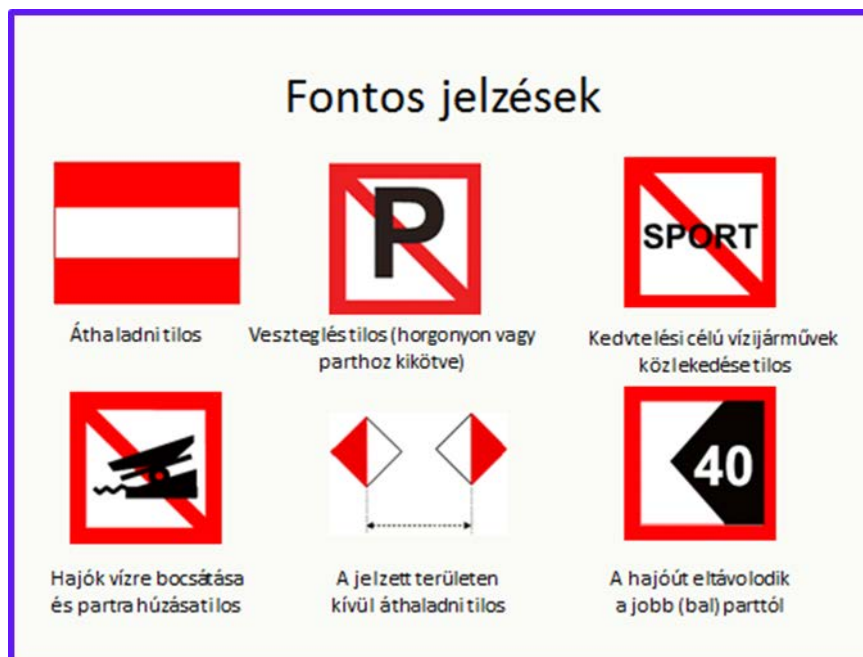 Fontos jelzések
P
SPORT
Áthaladni tilos
Veszteglés tilos (horgonyon vagy
parthoz kikötve)
Kedvtelési célú vízijárművek
közlekedése tilos
40
Hajók vízre bocsátása
és partra húzása tilos
A jelzett területen
kívül áthaladni tilos
A hajóút eltávolodik
a jobb (bal) parttól